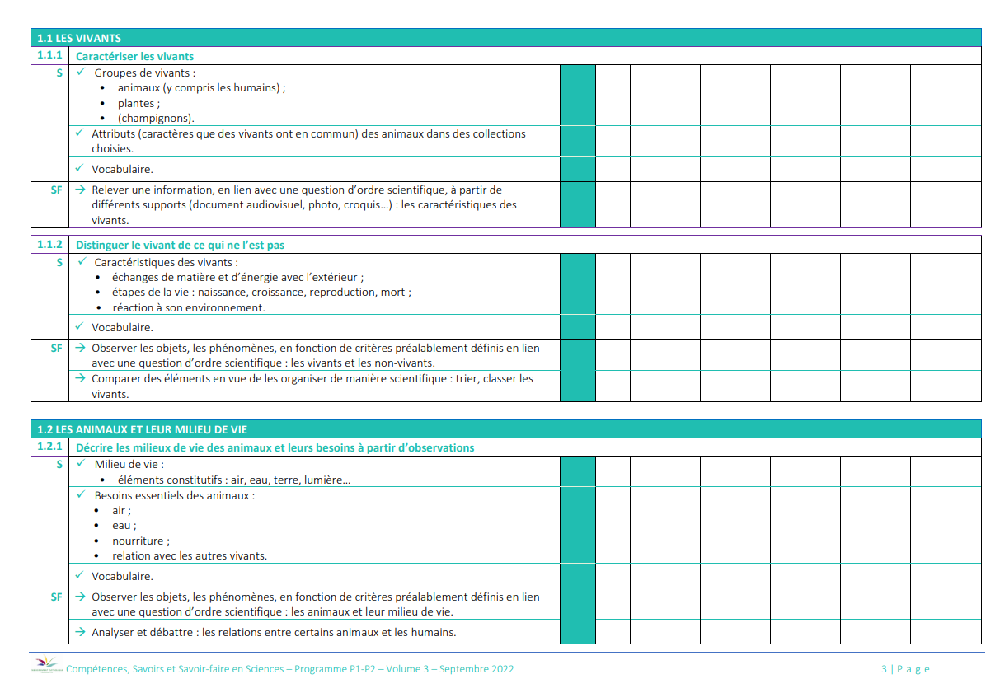 1.1 LES VIVANTS
1.1.1 Caractériser les vivants
S ✓ Groupes de vivants :
• animaux (y compris les humains) ;
• plantes ;
• (champignons).
✓ Attributs (caractères que des vivants ont en commun) des animaux dans des collections
choisies.
✓ Vocabulaire.
SF → Relever une information, en lien avec une question d’ordre scientifique, à partir de
différents supports (document audiovisuel, photo, croquis…) : les caractéristiques des
vivants.
1.1.2 Distinguer le vivant de ce qui ne l’est pas
S ✓ Caractéristiques des vivants :
• échanges de matière et d’énergie avec l’extérieur ;
• étapes de la vie : naissance, croissance, reproduction, mort ;
• réaction à son environnement.
✓ Vocabulaire.
SF → Observer les objets, les phénomènes, en fonction de critères préalablement définis en lien
avec une question d’ordre scientifique : les vivants et les non-vivants.
→ Comparer des éléments en vue de les organiser de manière scientifique : trier, classer les
vivants.
1.2 LES ANIMAUX ET LEUR MILIEU DE VIE
1.2.1 Décrire les milieux de vie des animaux et leurs besoins à partir d’observations
S ✓ Milieu de vie :
• éléments constitutifs : air, eau, terre, lumière…
✓ Besoins essentiels des animaux :
• air ;
• eau ;
• nourriture ;
• relation avec les autres vivants.
✓ Vocabulaire.
SF → Observer les objets, les phénomènes, en fonction de critères préalablement définis en lien
avec une question d’ordre scientifique : les animaux et leur milieu de vie.
→ Analyser et débattre : les relations entre certains animaux et les humains.
Compétences, Savoirs et Savoir-faire en Sciences – Programme P1-P2 – Volume 3 – Septembre 2022
3 | P a g e